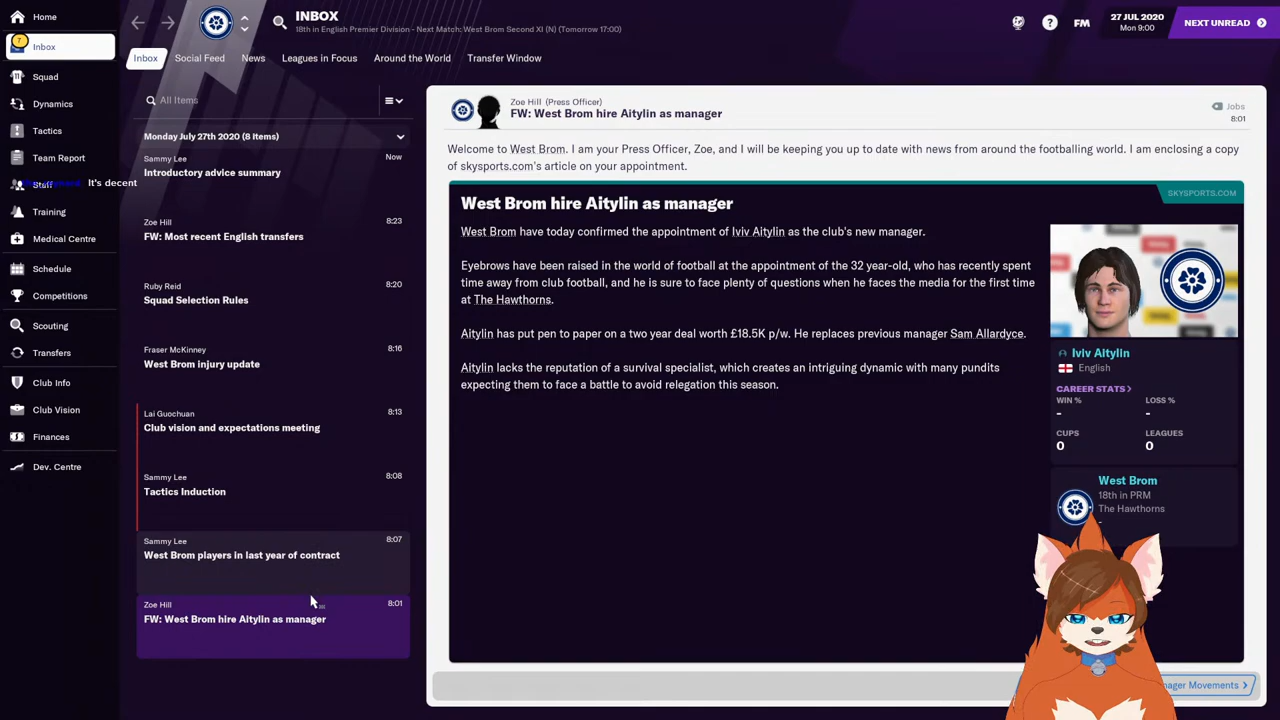 Home
INBOX
18th in English Premier Division - Next Match: West Brom Second XI (N) (Tomorrow 17:00)
FM
27 JUL 2020
Mon 9:00
NEXT UNREAD
7
Inbox
Squad
Dynamics
Tactics
Team Report
Staff
It's decent
Training
Medical Centre
Schedule
Competitions
Scouting
Transfers
Club Info
Club Vision
Finances
Dev. Centre
Inbox
Social Feed
News
Leagues in Focus
Around the World
Transfer Window
All Items
Monday July 27th 2020 (8 Items)
Sammy Lee
Now
Introductory advice summary
Zoe Hill
8:23
FW: Most recent English transfers
Ruby Reid
8:20
Squad Selection Rules
Fraser McKinney
8:16
West Brom injury update
Lai Guochuan
8:13
Club vision and expectations meeting
Sammy Lee
8:08
Tactics Induction
Sammy Lee
8:07
West Brom players in last year of contract
Zoe Hill
8:01
FW: West Brom hire Aitylin as manager
Zoe Hill (Press Officer)
FW: West Brom hire Aitylin as manager
Jobs
8:01
Welcome to West Brom. I am your Press Officer, Zoe, and I will be keeping you up to date with news from around the footballing world. I am enclosing a copy
of skysports.com's article on your appointment.
SKYSPORTS.COM
West Brom hire Aitylin as manager
West Brom have today confirmed the appointment of Iviv Aitylin as the club's new manager.
Eyebrows have been raised in the world of football at the appointment of the 32 year-old, who has recently spent
time away from club football, and he is sure to face plenty of questions when he faces the media for the first time
at The Hawthorns.
Aitylin has put pen to paper on a two year deal worth £18.5K p/w. He replaces previous manager Sam Allardyce.
Aitylin lacks the reputation of a survival specialist, which creates an intriguing dynamic with many pundits
expecting them to face a battle to avoid relegation this season.
Iviv Aitylin
English
CAREER STATS
WIN %
LOSS %
-
-
CUPS
LEAGUES
0
0
West Brom
18th in PRM
The Hawthorns
-
Movements